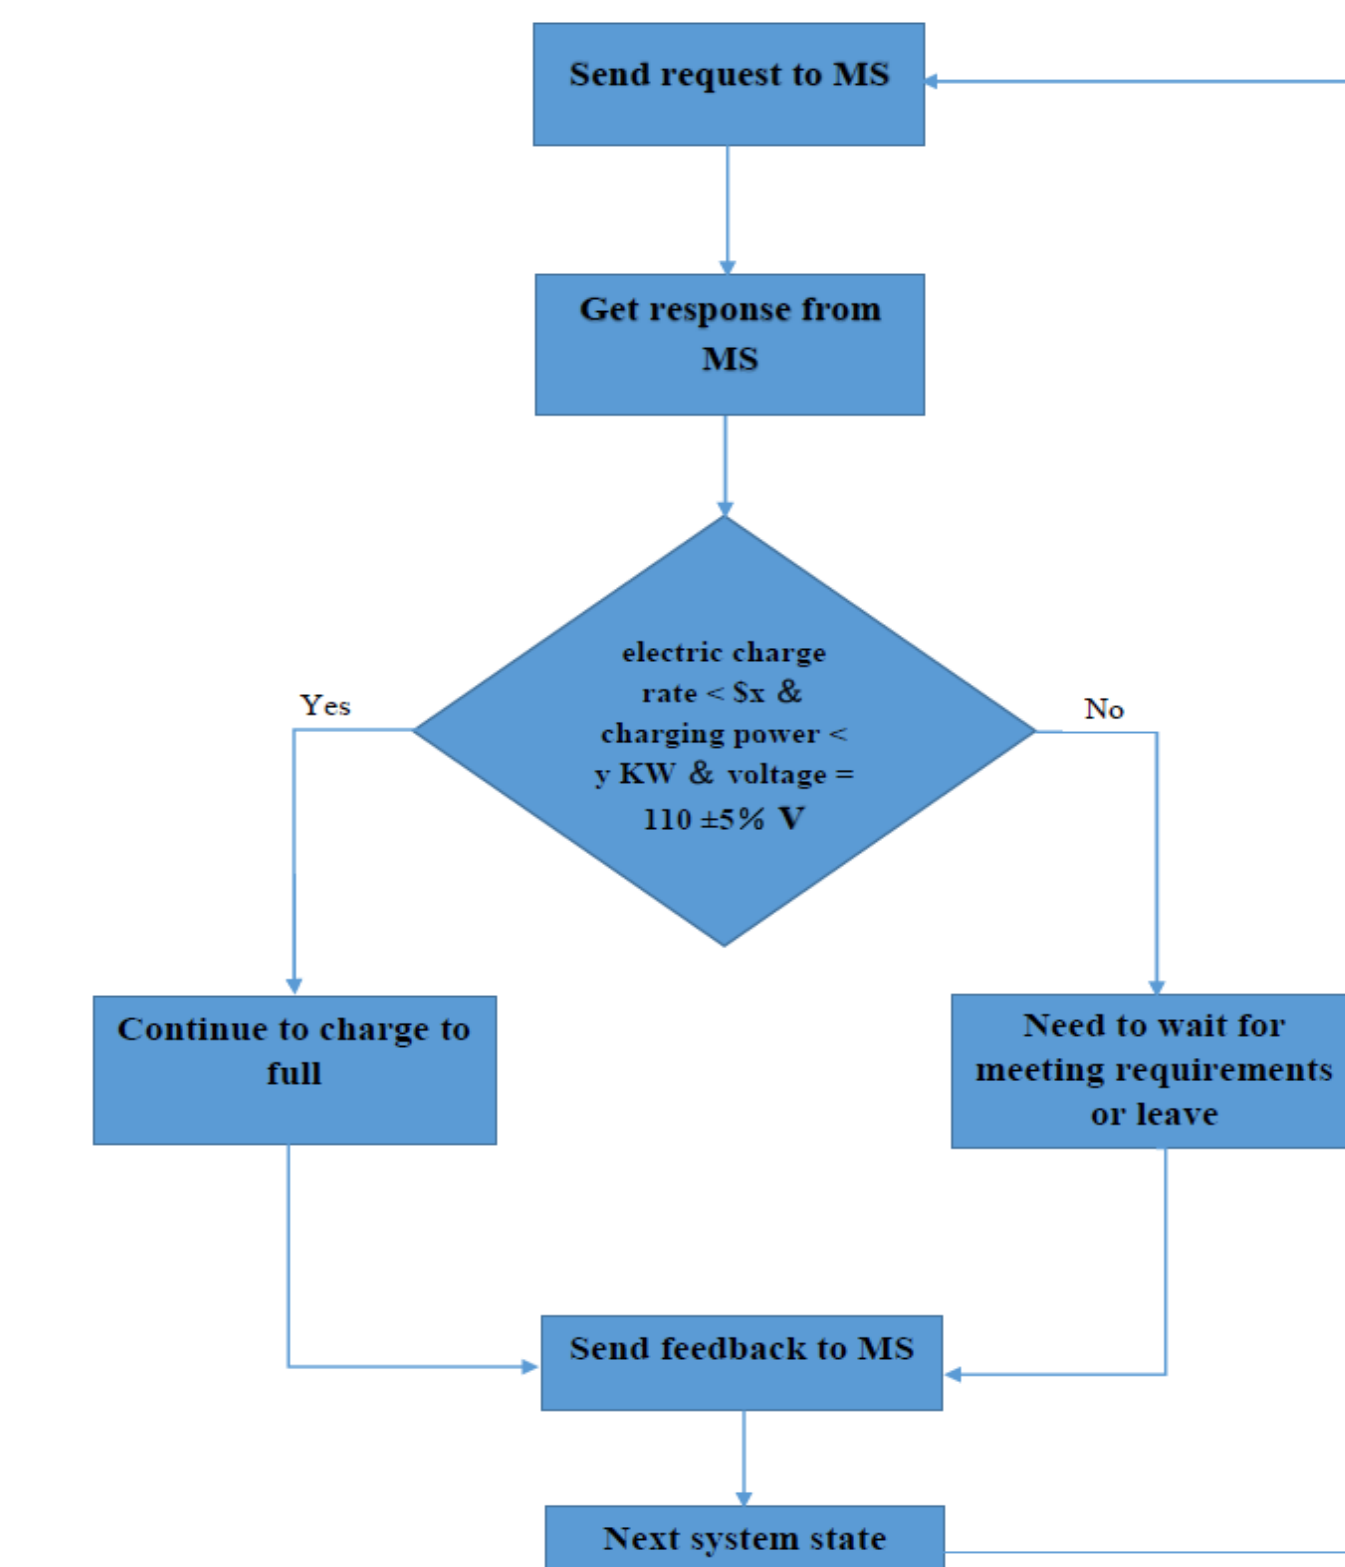 Send request to MS
Get response from
MS
electric charge
rate < $x &
charging power <
y KW & voltage =
110 ±5% V
Yes
No
Continue to charge to
full
Need to wait for
meeting requirements
or leave
Send feedback to MS
Next system state